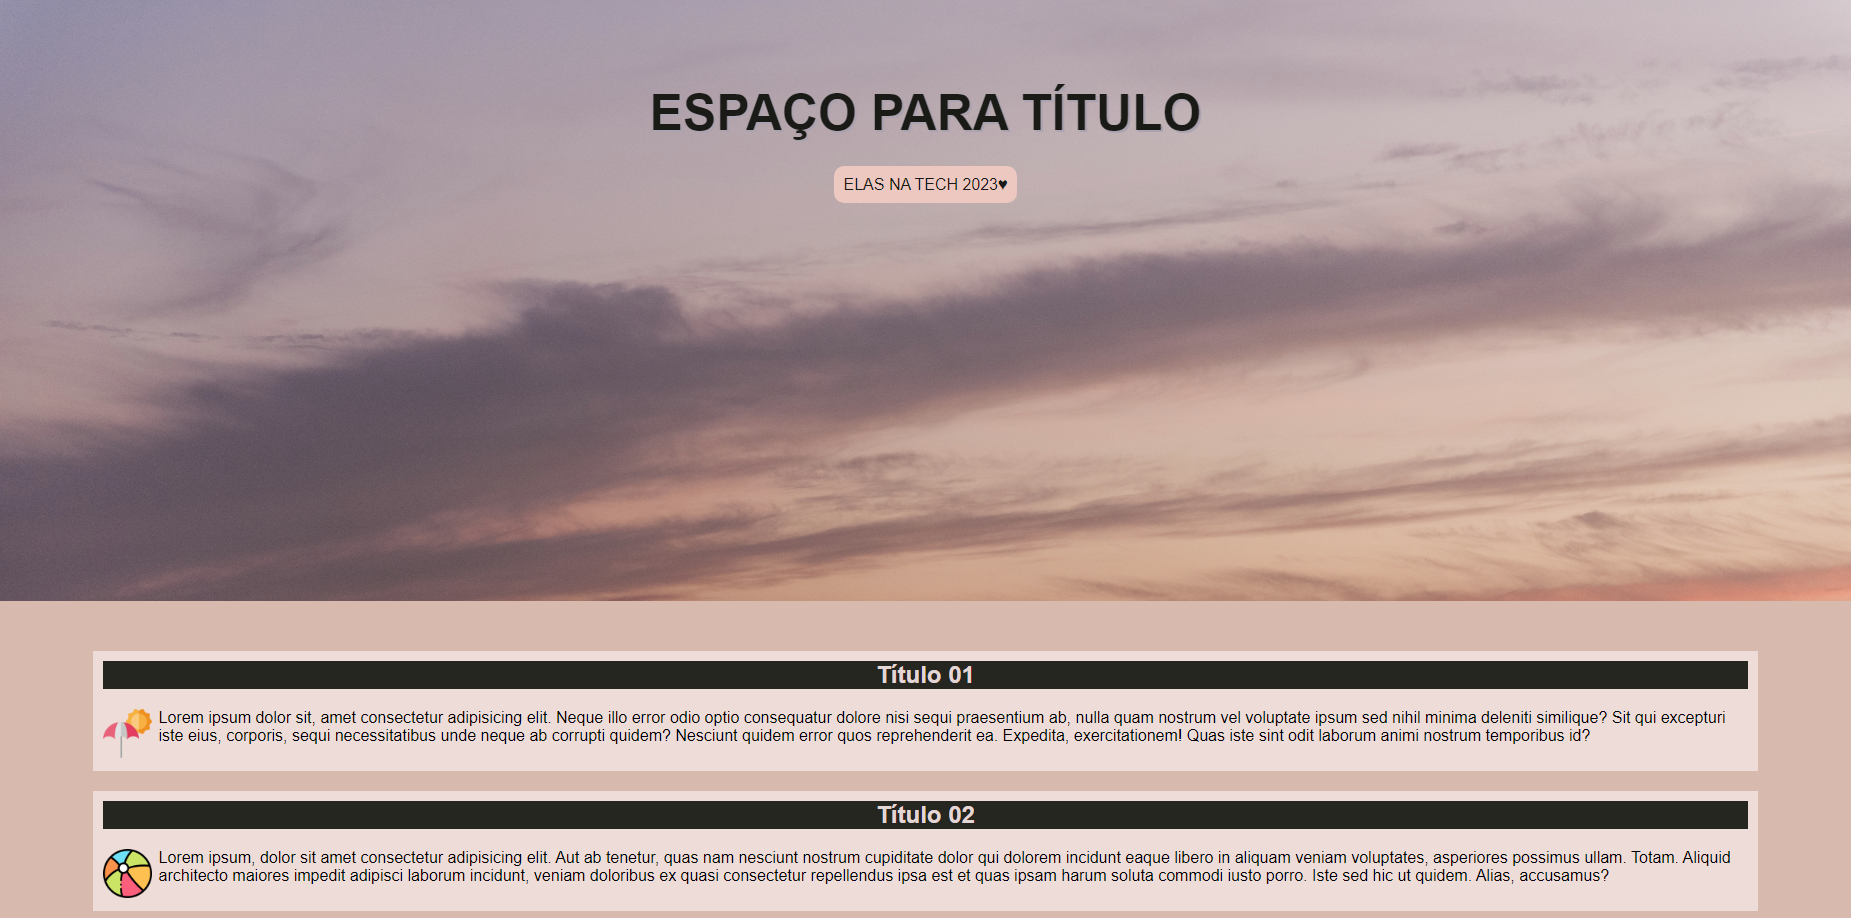 ESPAÇO PARA TÍTULO
ELAS NA TECH 2023♥
Título 01
Lorem ipsum dolor sit, amet consectetur adipisicing elit. Neque illo error odio optio consequatur dolore nisi sequi praesentium ab, nulla quam nostrum vel voluptate ipsum sed nihil minima deleniti similique? Sit qui excepturi
iste eius, corporis, sequi necessitatibus unde neque ab corrupti quidem? Nesciunt quidem error quos reprehenderit ea. Expedita, exercitationem! Quas iste sint odit laborum animi nostrum temporibus id?
Título 02
Lorem ipsum, dolor sit amet consectetur adipisicing elit. Aut ab tenetur, quas nam nesciunt nostrum cupiditate dolor qui dolorem incidunt eaque libero in aliquam veniam voluptates, asperiores possimus ullam. Totam. Aliquid
architecto maiores impedit adipisci laborum incidunt, veniam doloribus ex quasi consectetur repellendus ipsa est et quas ipsam harum soluta commodi iusto porro. Iste sed hic ut quidem. Alias, accusamus?